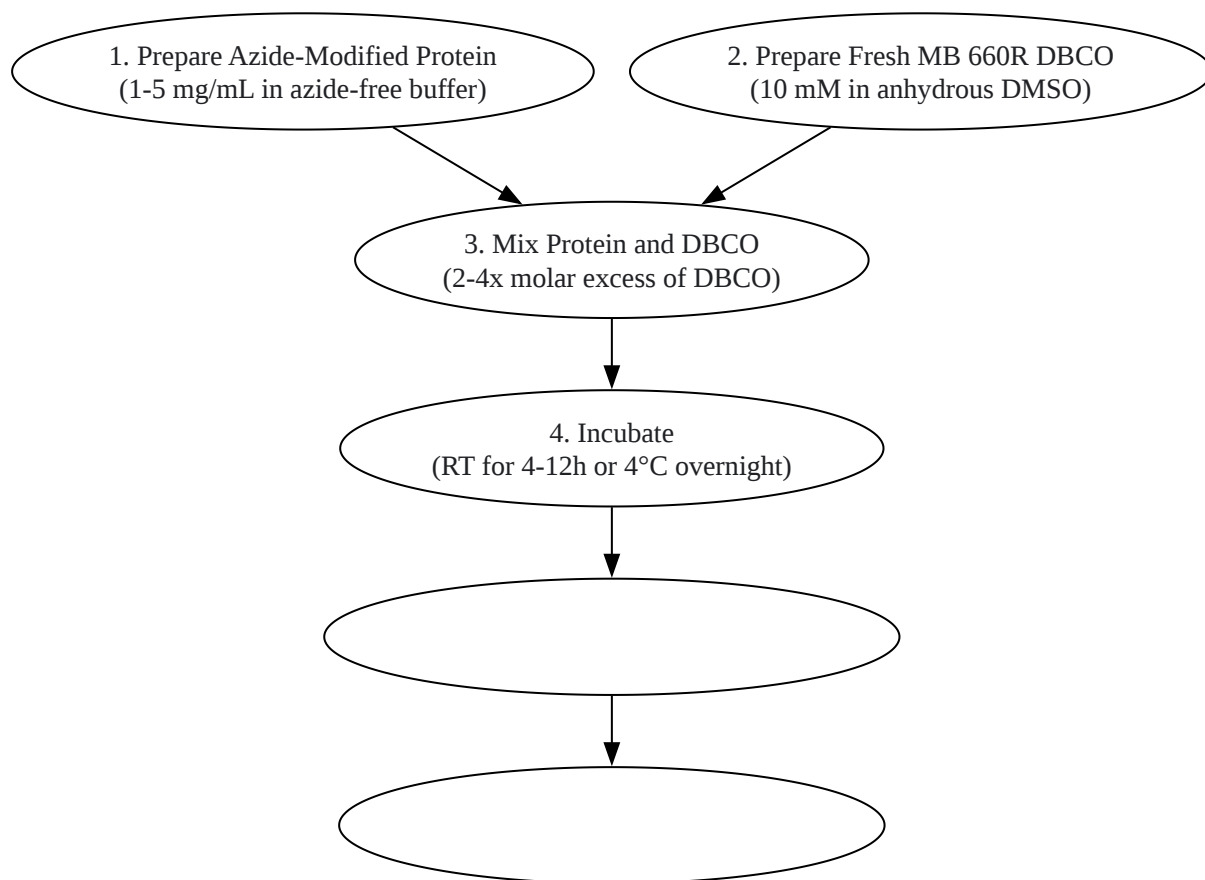 1. Prepare Azide-Modified Protein
(1-5 mg/mL in azide-free buffer)
2. Prepare Fresh MB 660R DBCO
(10 mM in anhydrous DMSO)
3. Mix Protein and DBCO
(2-4x molar excess of DBCO)
4. Incubate
(RT for 4-12h or 4°C overnight)